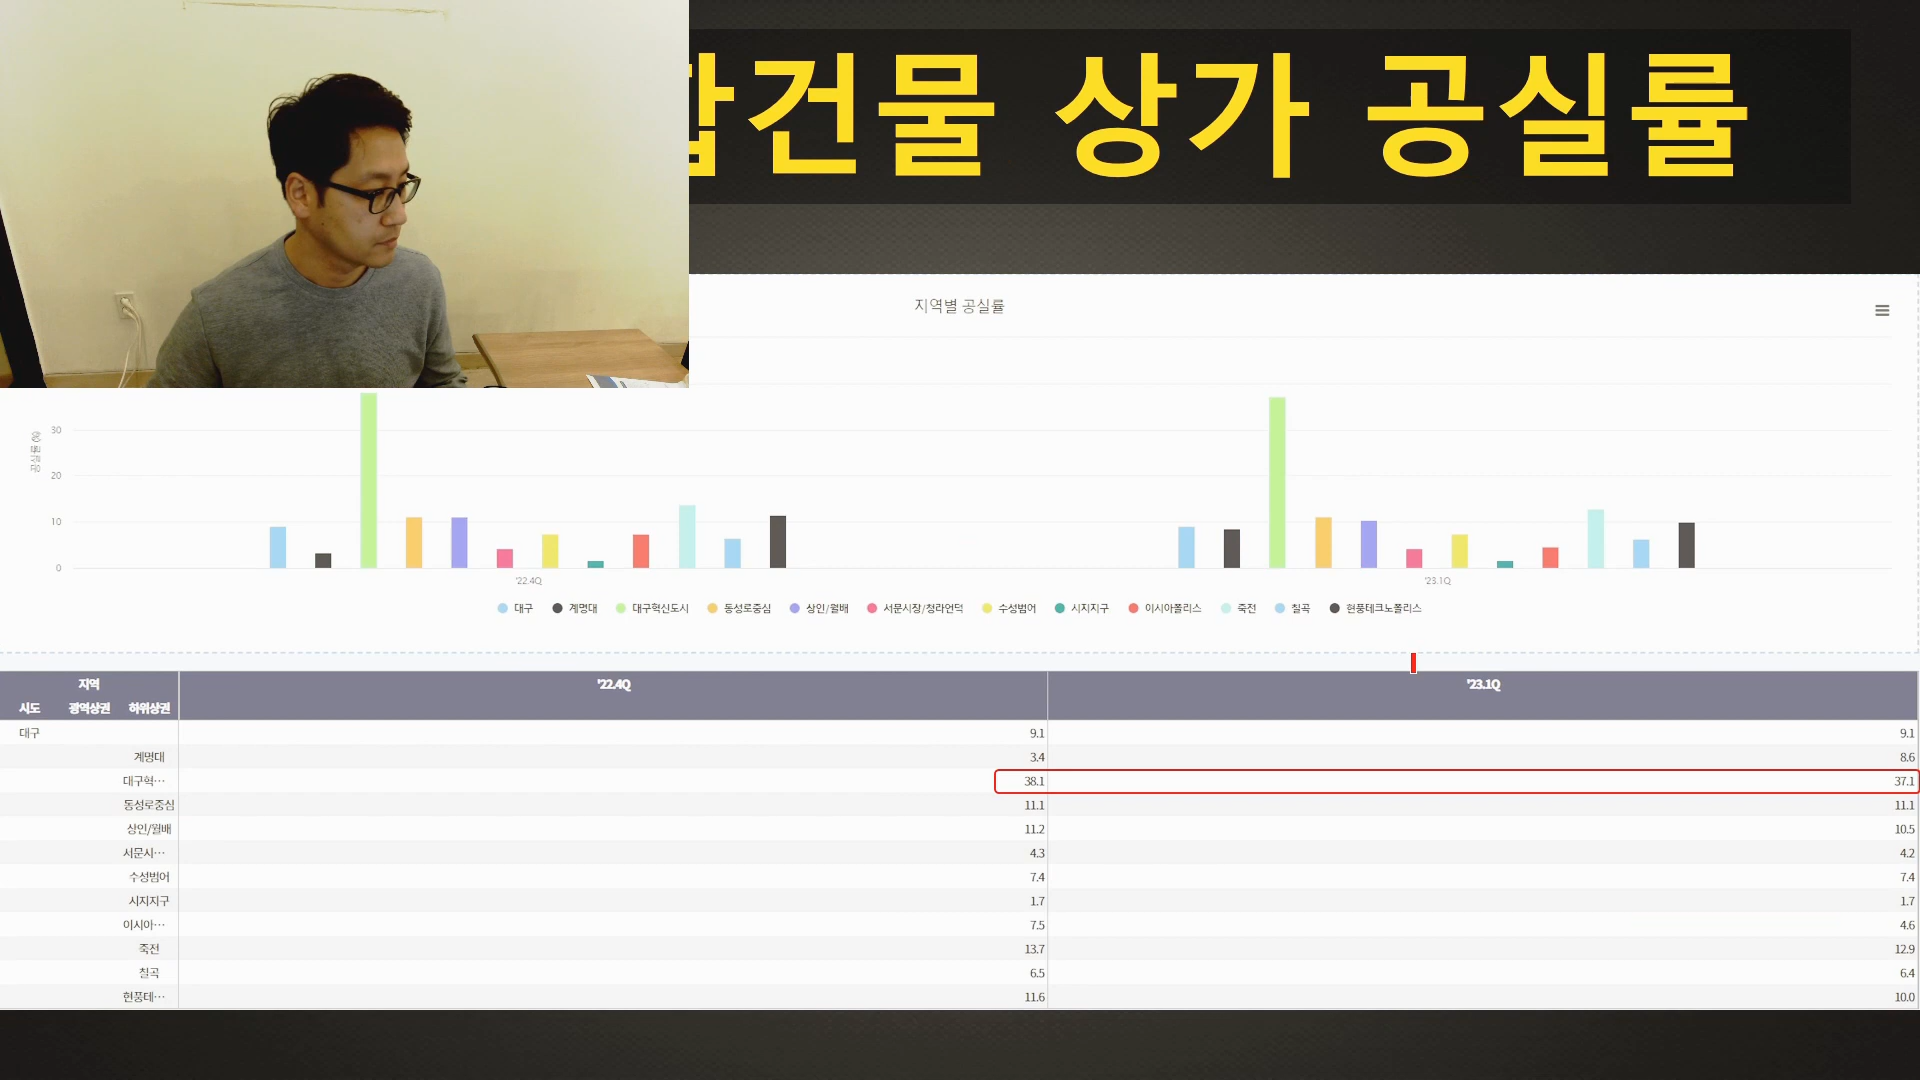 합건물 상가 공실률
지역별 공실률
공실률 (%)
30
20
10
0
'22.4Q
'23.1Q
대구 계명대 대구혁신도시 동성로중심 상인/월배 서문시장/청라언덕 수성범어 시지지구 이시아폴리스 죽전 칠곡 현풍테크노폴리스
지역 '22.4Q '23.1Q
시도 광역상권 하위상권
대구 9.1 9.1
계명대 3.4 8.6
대구혁… 38.1 37.1
동성로중심 11.1 11.1
상인/월배 11.2 10.5
서문시… 4.3 4.2
수성범어 7.4 7.4
시지지구 1.7 1.7
이시아… 7.5 4.6
죽전 13.7 12.9
칠곡 6.5 6.4
현풍테… 11.6 10.0